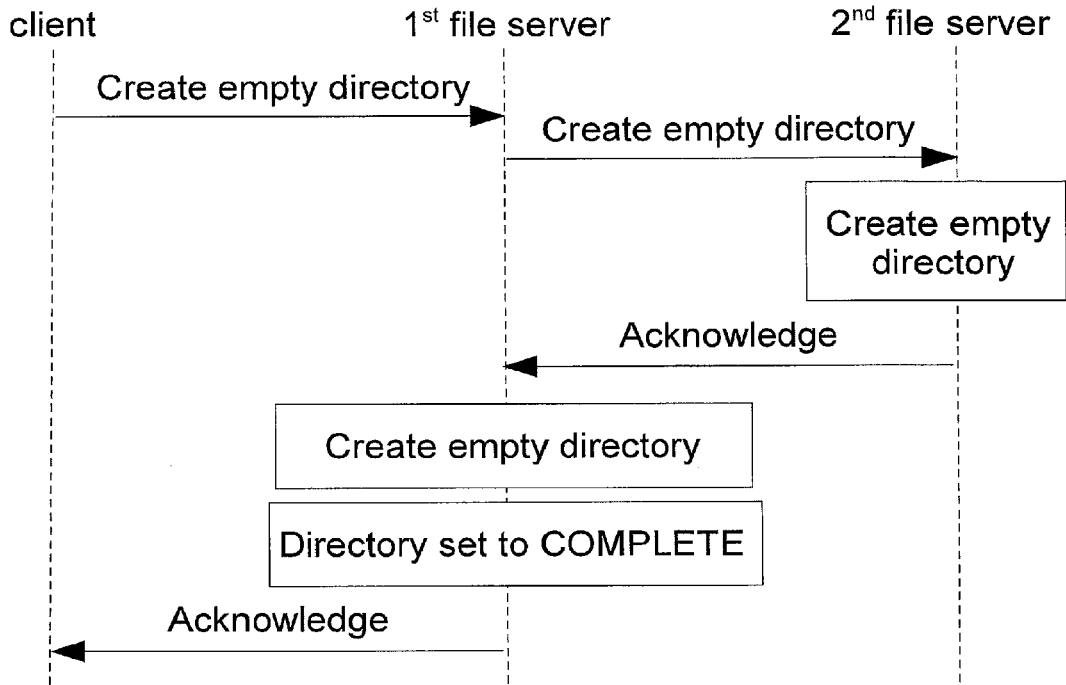 client
1st file server
2nd file server
Create empty directory
Create empty directory
Create empty
directory
Acknowledge
Create empty directory
Directory set to COMPLETE
Acknowledge